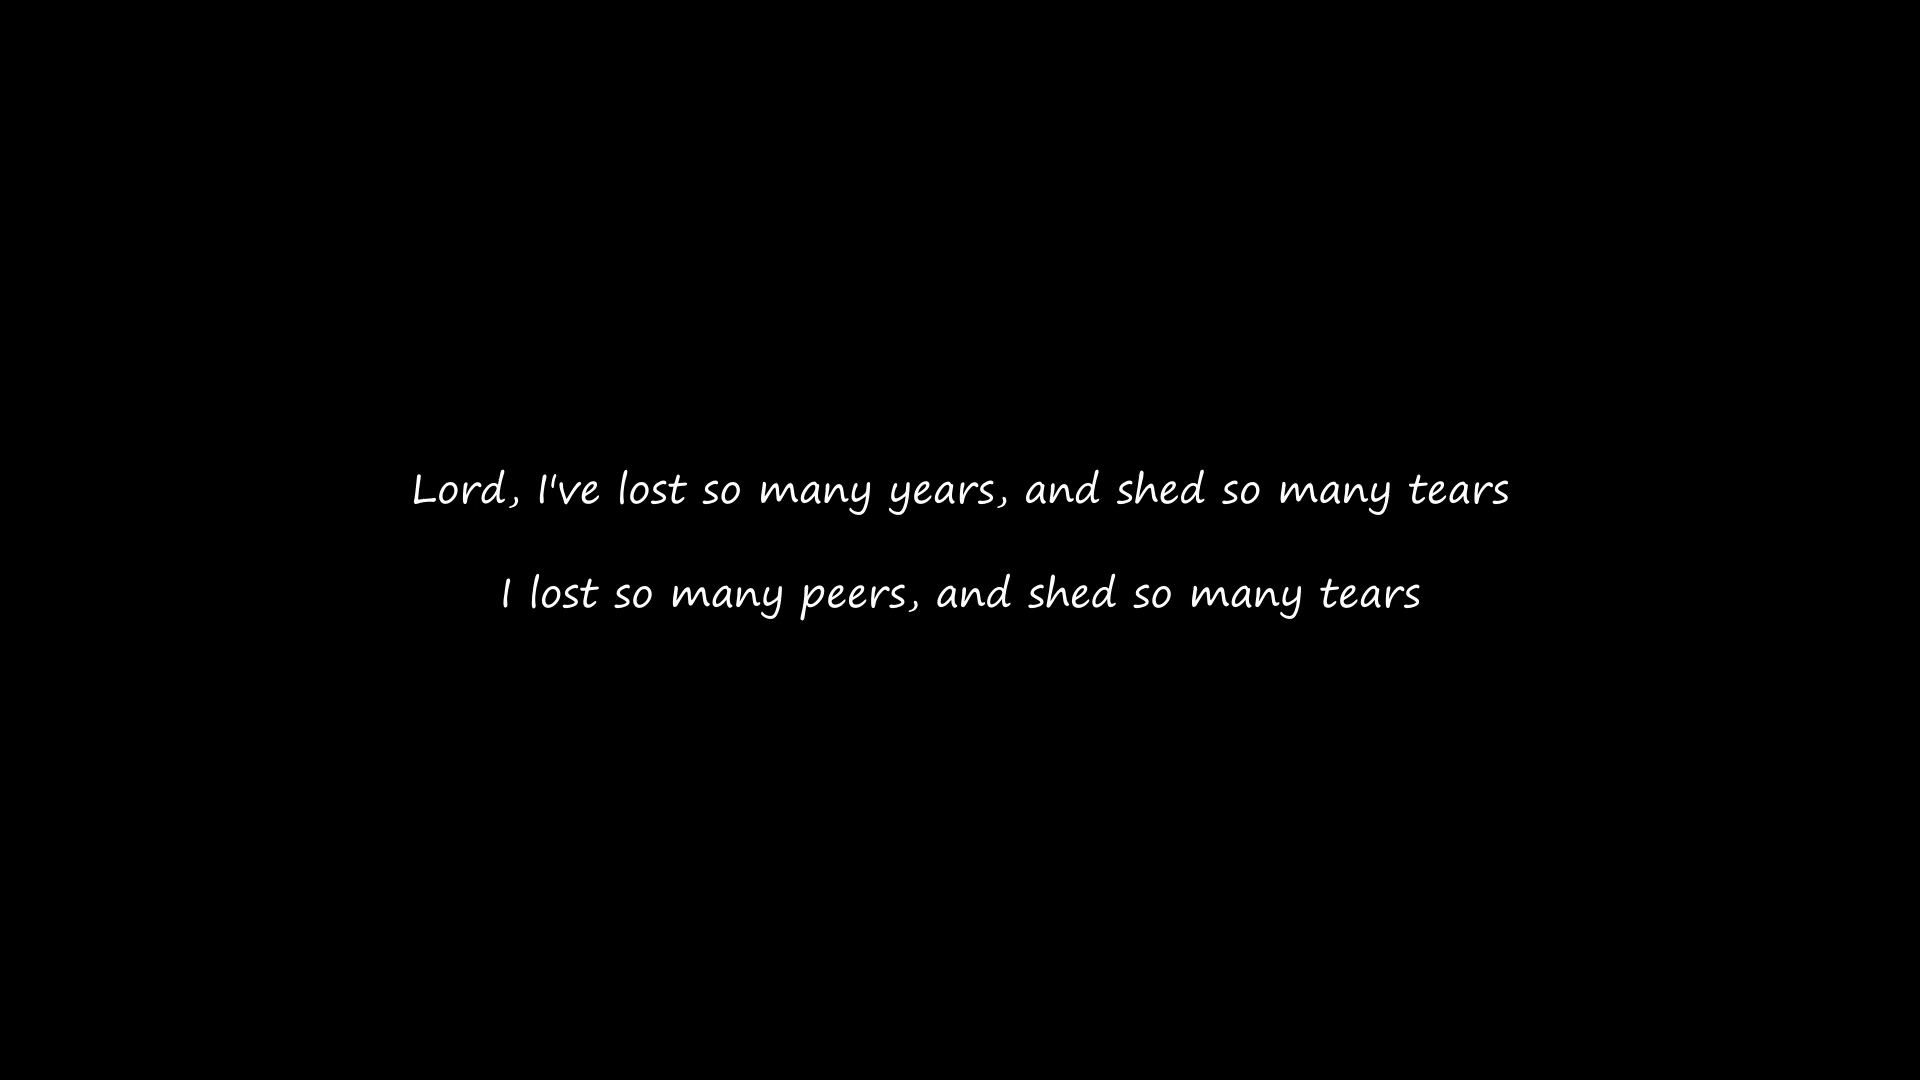 Lord, I've lost so many years, and shed so many tears
I lost so many peers, and shed so many tears